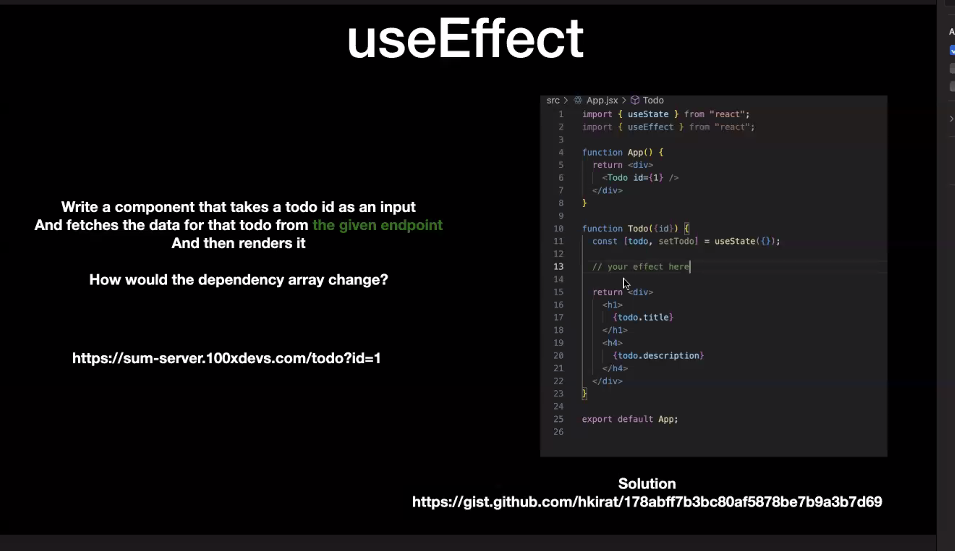 useEffect
Write a component that takes a todo id as an input
And fetches the data for that todo from the given endpoint
And then renders it
How would the dependency array change?
https://sum-server.100xdevs.com/todo?id=1
src > App.jsx > Todo
1 import { useState } from "react";
2 import { useEffect } from "react";
3
4 function App() {
5 return <div>
6 <Todo id={1} />
7 </div>
8 }
9
10 function Todo({id}) {
11 const [todo, setTodo] = useState({});
12
13 // your effect here
14
15 return <div>
16 <h1>
17 {todo.title}
18 </h1>
19 <h4>
20 {todo.description}
21 </h4>
22 </div>
23 }
24
25 export default App;
26
Solution
https://gist.github.com/hkirat/178abff7b3bc80af5878be7b9a3b7d69